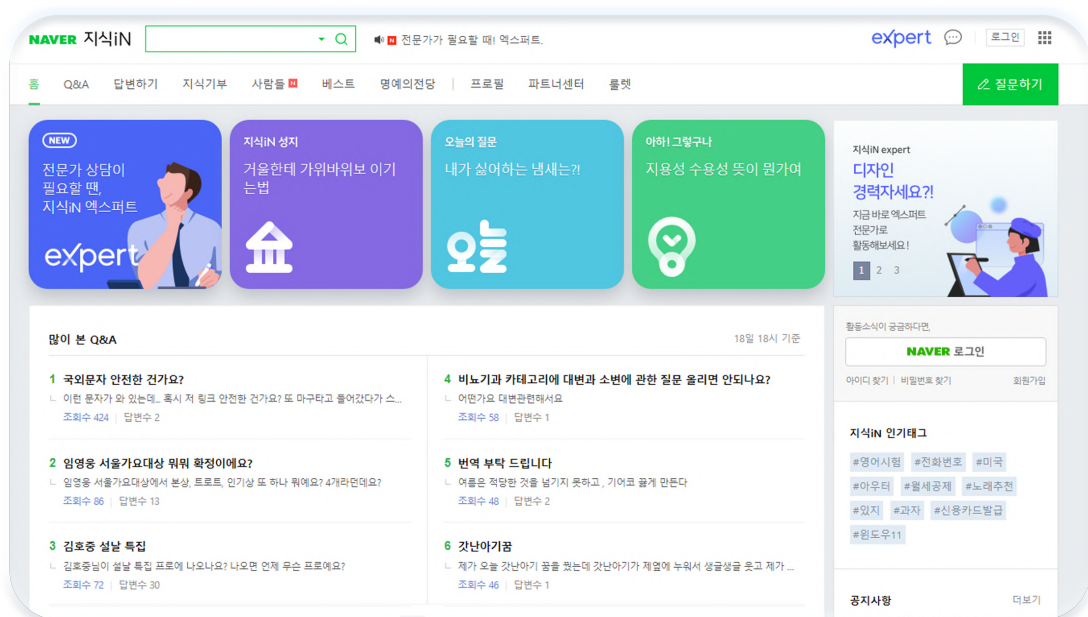 NAVER 지식iN
전문가가 필요할 때! 엑스퍼트.
expert
로그인
홈 Q&A 답변하기 지식기부 사람들 N 베스트 명예의전당 프로필 파트너센터 룰렛
질문하기
NEW
전문가 상담이
필요할 땐,
지식iN 엑스퍼트
expert
지식iN 성지
거울한테 가위바위보 이기
는법
오늘의 질문
내가 싫어하는 냄새는?!
오늘
아하! 그렇구나
지용성 수용성 뜻이 뭔가여
지식iN expert
디자인
경력자세요?!
지금 바로 엑스퍼트
전문가로
활동해보세요!
1 2 3
많이 본 Q&A
18일 18시 기준
1 국외문자 안전한 건가요?
이런 문자가 와 있는데.. 혹시 저 링크 안전한 건가요? 또 마구타고 들어갔다가 스...
조회수 424 답변수 2
2 임영웅 서울가요대상 뭐뭐 확정이에요?
임영웅 서울가요대상에서 본상, 트로트, 인기상 또 하나 뭐예요? 4개라던데요?
조회수 86 답변수 13
3 김호중 설날 특집
김호중님이 설날 특집 프로에 나오나요? 나오면 언제 무슨 프로예요?
조회수 72 답변수 30
4 비뇨기과 카테고리에 대변과 소변에 관한 질문 올리면 안되나요?
어떤가요 대변관련해서요
조회수 58 답변수 1
5 번역 부탁 드립니다
여름은 적당한 것을 넘기지 못하고 , 기어코 끓게 만든다
조회수 48 답변수 2
6 갓난아기꿈
제가 오늘 갓난아기 꿈을 꿨는데 갓난아기가 제옆에 누워서 생글생글 웃고 제가 ...
조회수 46 답변수 1
활동소식이 궁금하다면,
NAVER 로그인
아이디 찾기 비밀번호 찾기 회원가입
지식iN 인기태그
#영어시험 #전화번호 #미국
#아우터 #월세공제 #노래추천
#있지 #과자 #신용카드발급
#윈도우11
공지사항 더보기